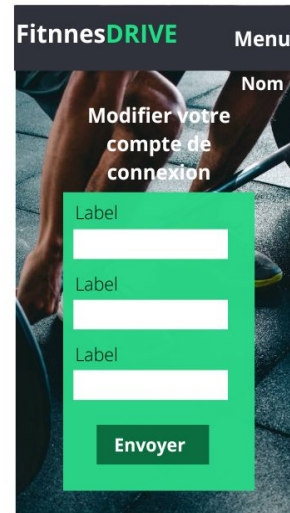 FitnnesDRIVE
Menu
Nom
Modifier votre
compte de
connexion
Label
Label
Label
Envoyer